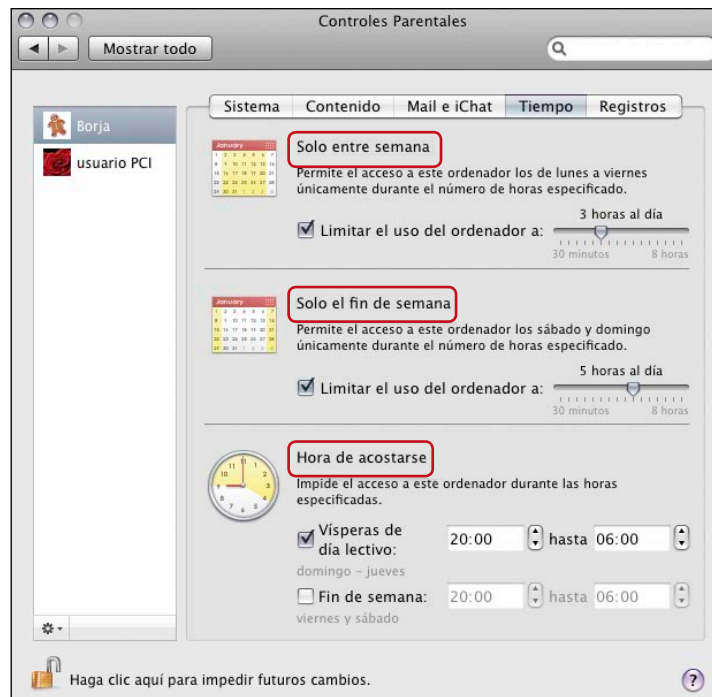 Controles Parentales
Mostrar todo
Sistema Contenido Mail e iChat Tiempo Registros
Borja
usuario PCI
January
Solo entre semana
Permite el acceso a este ordenador los de lunes a viernes
únicamente durante el número de horas especificado.
3 horas al día
Limitar el uso del ordenador a:
30 minutos 8 horas
January
Solo el fin de semana
Permite el acceso a este ordenador los sábado y domingo
únicamente durante el número de horas especificado.
5 horas al día
Limitar el uso del ordenador a:
30 minutos 8 horas
Hora de acostarse
Impide el acceso a este ordenador durante las horas
especificadas.
Vísperas de
día lectivo:
20:00 hasta 06:00
domingo – jueves
Fin de semana: 20:00 hasta 06:00
viernes y sábado
Haga clic aquí para impedir futuros cambios.
?